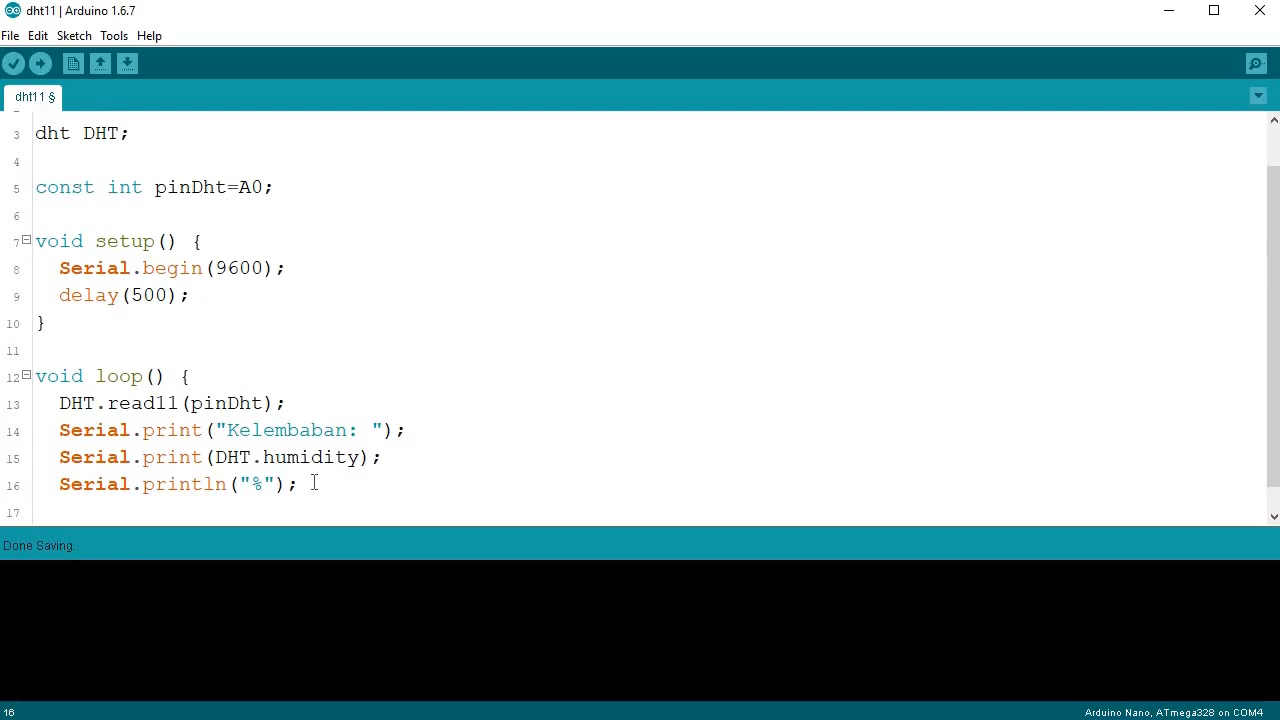 dht11 | Arduino 1.6.7
File Edit Sketch Tools Help
dht11 §
3 dht DHT;
4
5 const int pinDht=A0;
6
7 void setup() {
8 Serial.begin(9600);
9 delay(500);
10 }
11
12 void loop() {
13 DHT.read11(pinDht);
14 Serial.print("Kelembaban: ");
15 Serial.print(DHT.humidity);
16 Serial.println("%");
17
Done Saving.
16 Arduino Nano, ATmega328 on COM4